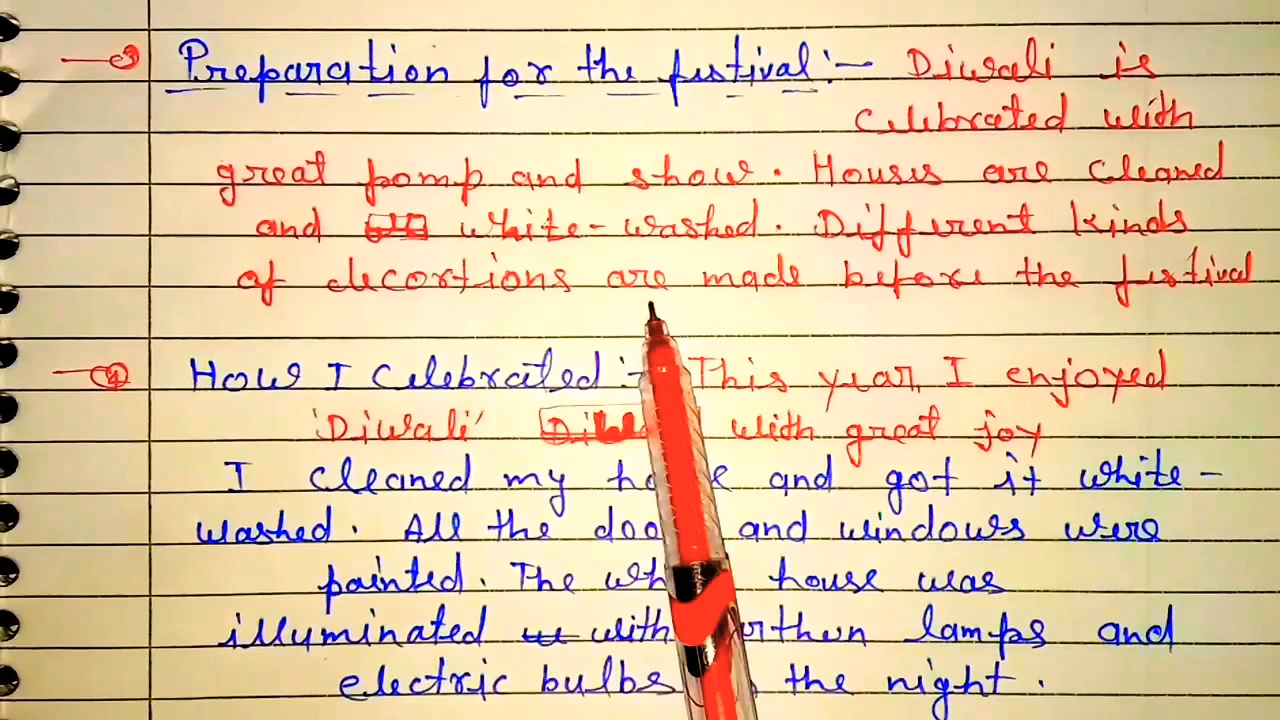 3 Preparation for the festival :- Diwali is
celebrated with
great pomp and show. Houses are cleaned
and white-washed. Different kinds
of decortions are made before the festival
4 How I celebrated :- This year, I enjoyed
'Diwali' with great joy
I cleaned my and got it white-
washed. All the and windows were
painted. The house was
illuminated with lamps and
electric bulbs the night.